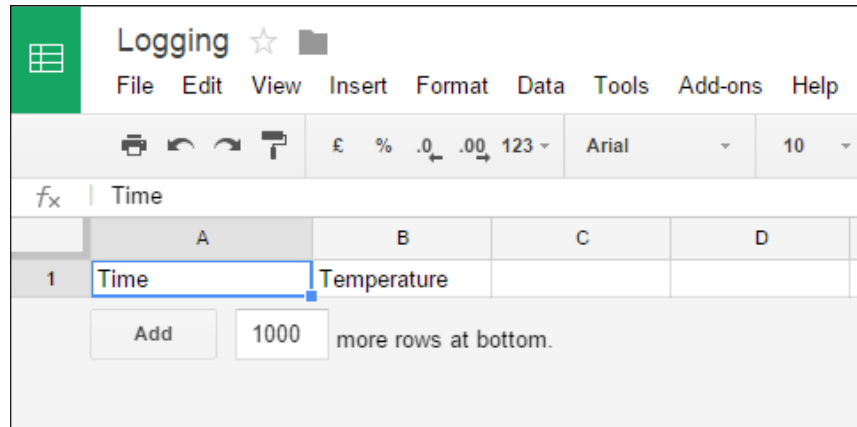 Logging
File Edit View Insert Format Data Tools Add-ons Help
£ % .0 .00 123 Arial 10
fx Time
A B C D
1 Time Temperature
Add 1000 more rows at bottom.